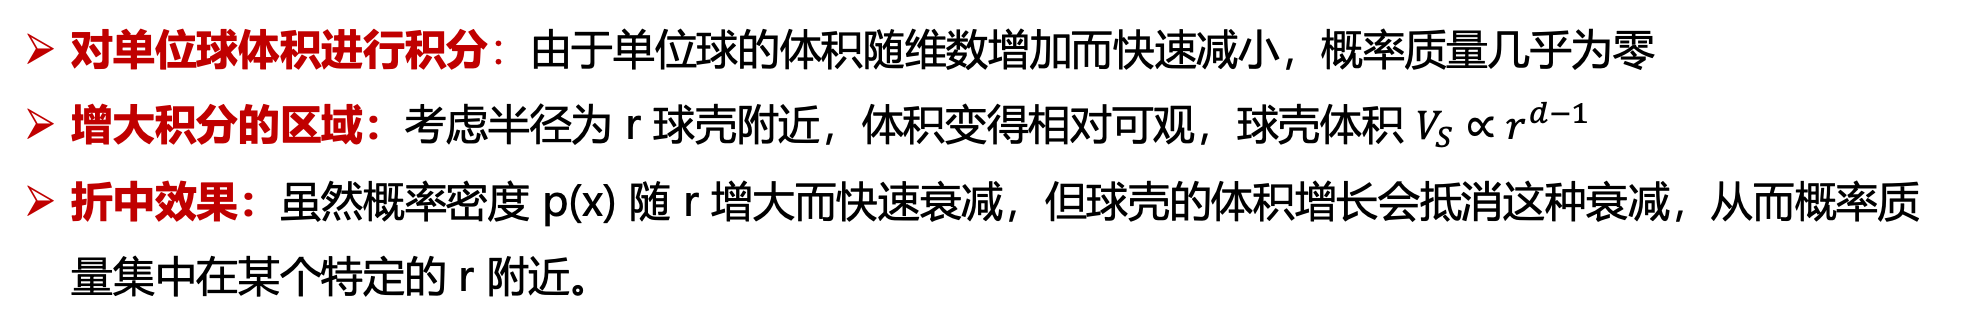 ➢ 对单位球体积进行积分：由于单位球的体积随维数增加而快速减小，概率质量几乎为零
➢ 增大积分的区域：考虑半径为 r 球壳附近，体积变得相对可观，球壳体积 $V_S \propto r^{d-1}$
➢ 折中效果：虽然概率密度 p(x) 随 r 增大而快速衰减，但球壳的体积增长会抵消这种衰减，从而概率质
量集中在某个特定的 r 附近。